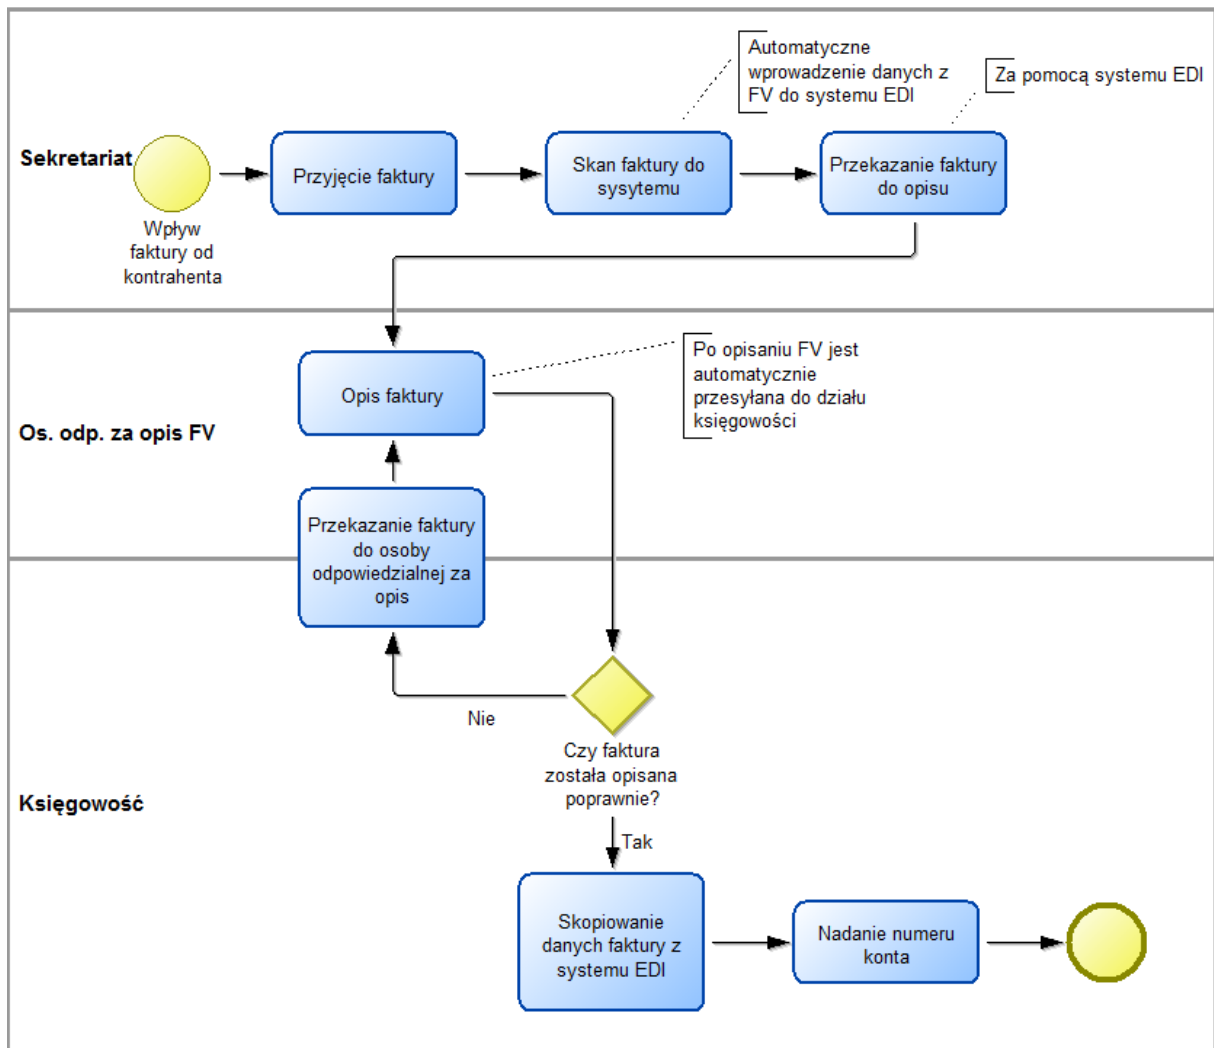 Automatyczne
wprowadzenie danych z
FV do systemu EDI
Za pomocą systemu EDI
Sekretariat
Przyjęcie faktury
Skan faktury do
sysytemu
Przekazanie faktury
do opisu
Wpływ
faktury od
kontrahenta
Po opisaniu FV jest
automatycznie
przesyłana do działu
księgowości
Opis faktury
Os. odp. za opis FV
Przekazanie faktury
do osoby
odpowiedzialnej za
opis
Nie
Czy faktura
została opisana
poprawnie?
Księgowość
Tak
Skopiowanie
danych faktury z
systemu EDI
Nadanie numeru
konta